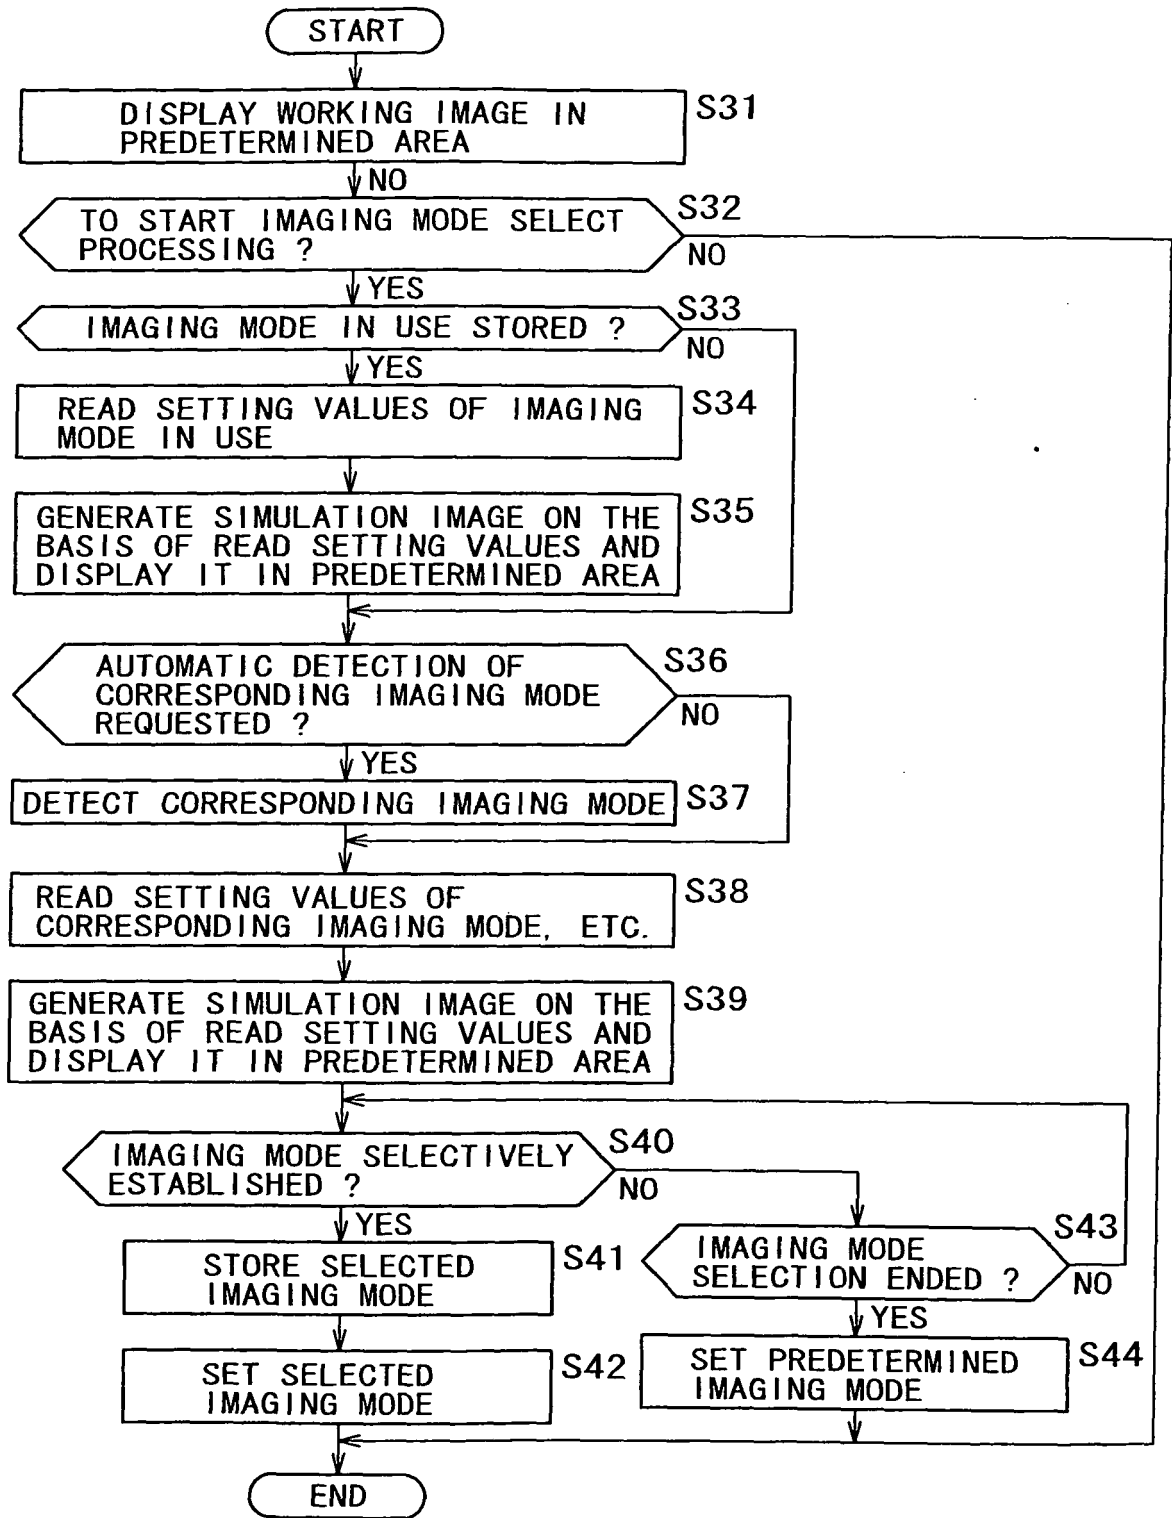 START
DISPLAY WORKING IMAGE IN
PREDETERMINED AREA
S31
NO
TO START IMAGING MODE SELECT
PROCESSING ?
S32
NO
YES
IMAGING MODE IN USE STORED ?
S33
NO
YES
READ SETTING VALUES OF IMAGING
MODE IN USE
S34
GENERATE SIMULATION IMAGE ON THE
BASIS OF READ SETTING VALUES AND
DISPLAY IT IN PREDETERMINED AREA
S35
AUTOMATIC DETECTION OF
CORRESPONDING IMAGING MODE
REQUESTED ?
S36
NO
YES
DETECT CORRESPONDING IMAGING MODE
S37
READ SETTING VALUES OF
CORRESPONDING IMAGING MODE, ETC.
S38
GENERATE SIMULATION IMAGE ON THE
BASIS OF READ SETTING VALUES AND
DISPLAY IT IN PREDETERMINED AREA
S39
IMAGING MODE SELECTIVELY
ESTABLISHED ?
S40
NO
YES
STORE SELECTED
IMAGING MODE
S41
IMAGING MODE
SELECTION ENDED ?
S43
NO
YES
SET SELECTED
IMAGING MODE
S42
SET PREDETERMINED
IMAGING MODE
S44
END